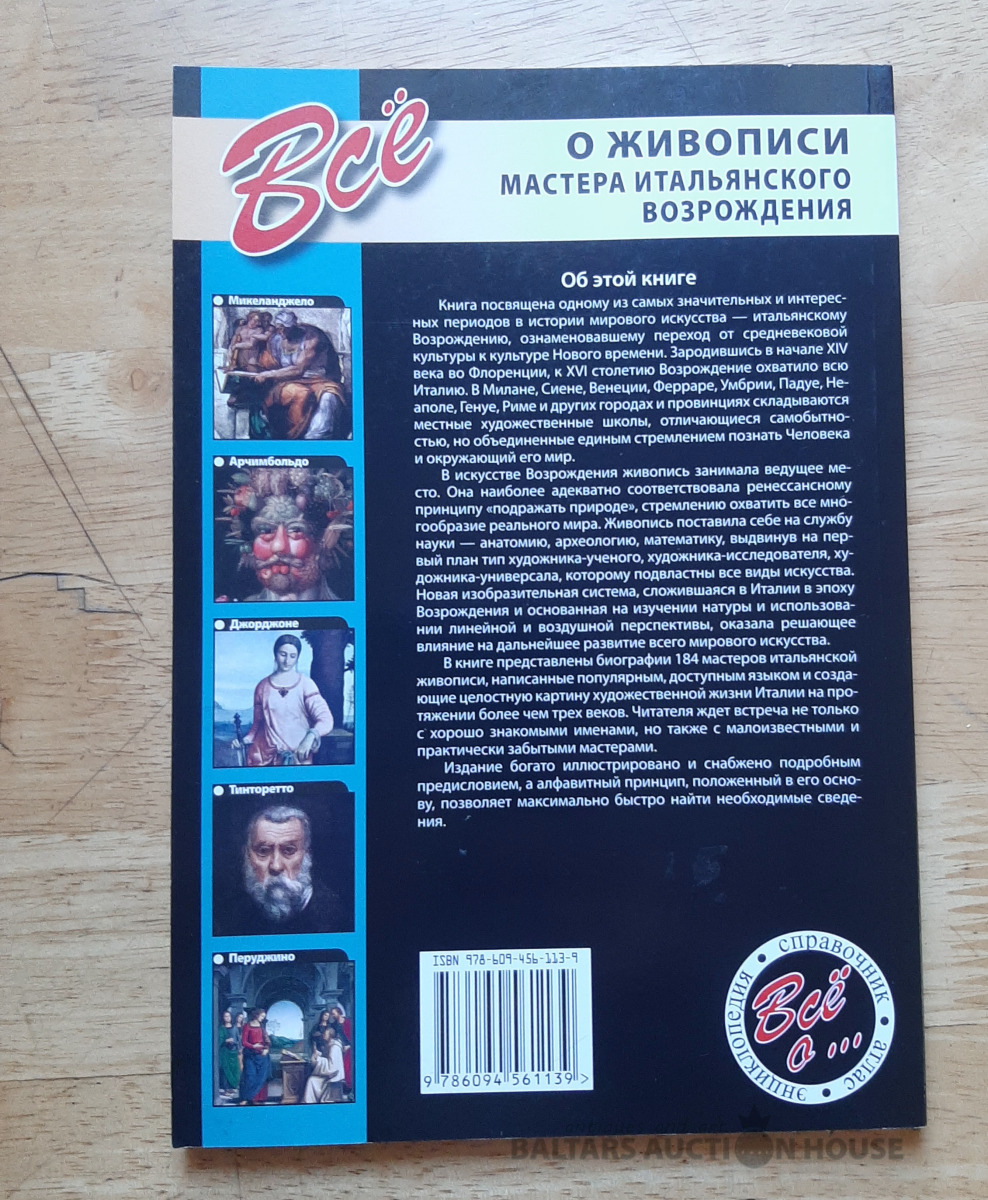 Всё
О ЖИВОПИСИ
МАСТЕРА ИТАЛЬЯНСКОГО
ВОЗРОЖДЕНИЯ
Микеланджело
Арчимбольдо
Джорджоне
Тинторетто
Перуджино
Об этой книге
Книга посвящена одному из самых значительных и интерес-
ных периодов в истории мирового искусства — итальянскому
Возрождению, ознаменовавшему переход от средневековой
культуры к культуре Нового времени. Зародившись в начале XIV
века во Флоренции, к XVI столетию Возрождение охватило всю
Италию. В Милане, Сиене, Венеции, Ферраре, Умбрии, Падуе, Не-
аполе, Генуе, Риме и других городах и провинциях складываются
местные художественные школы, отличающиеся самобытно-
стью, но объединенные единым стремлением познать Человека
и окружающий его мир.
В искусстве Возрождения живопись занимала ведущее ме-
сто. Она наиболее адекватно соответствовала ренессансному
принципу «подражать природе», стремлению охватить все мно-
гообразие реального мира. Живопись поставила себе на службу
науки — анатомию, археологию, математику, выдвинув на пер-
вый план тип художника-ученого, художника-исследователя, ху-
дожника-универсала, которому подвластны все виды искусства.
Новая изобразительная система, сложившаяся в Италии в эпоху
Возрождения и основанная на изучении натуры и использова-
нии линейной и воздушной перспективы, оказала решающее
влияние на дальнейшее развитие всего мирового искусства.
В книге представлены биографии 184 мастеров итальянской
живописи, написанные популярным, доступным языком и созда-
ющие целостную картину художественной жизни Италии на про-
тяжении более чем трех веков. Читателя ждет встреча не только
с хорошо знакомыми именами, но также с малоизвестными и
практически забытыми мастерами.
Издание богато иллюстрировано и снабжено подробным
предисловием, а алфавитный принцип, положенный в его осно-
ву, позволяет максимально быстро найти необходимые сведе-
ния.
ISBN 978-609-456-113-9
9 786094 561139 >
энциклопедия • справочник • атлас •
Всё
о ...
BALTARS AUCTION HOUSE